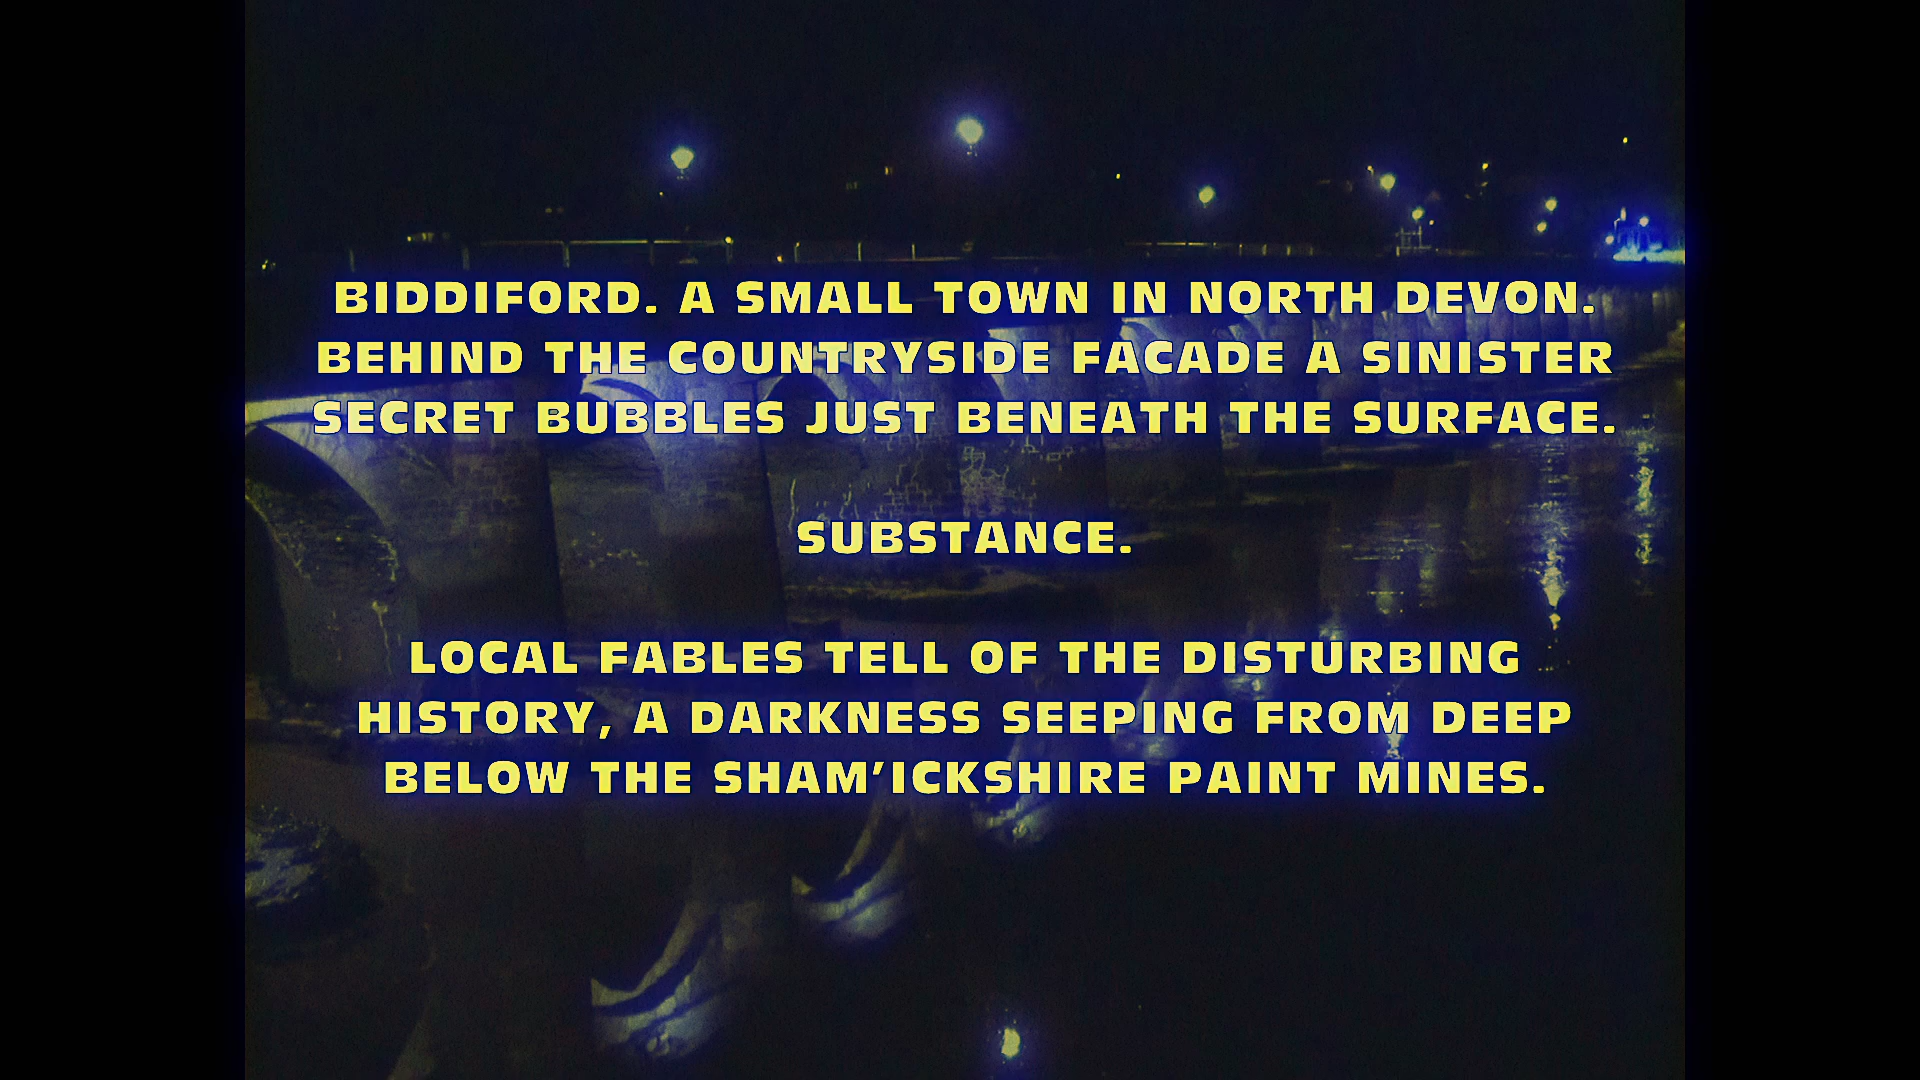 BIDDIFORD. A SMALL TOWN IN NORTH DEVON.
BEHIND THE COUNTRYSIDE FACADE A SINISTER
SECRET BUBBLES JUST BENEATH THE SURFACE.
SUBSTANCE.
LOCAL FABLES TELL OF THE DISTURBING
HISTORY, A DARKNESS SEEPING FROM DEEP
BELOW THE SHAM'ICKSHIRE PAINT MINES.